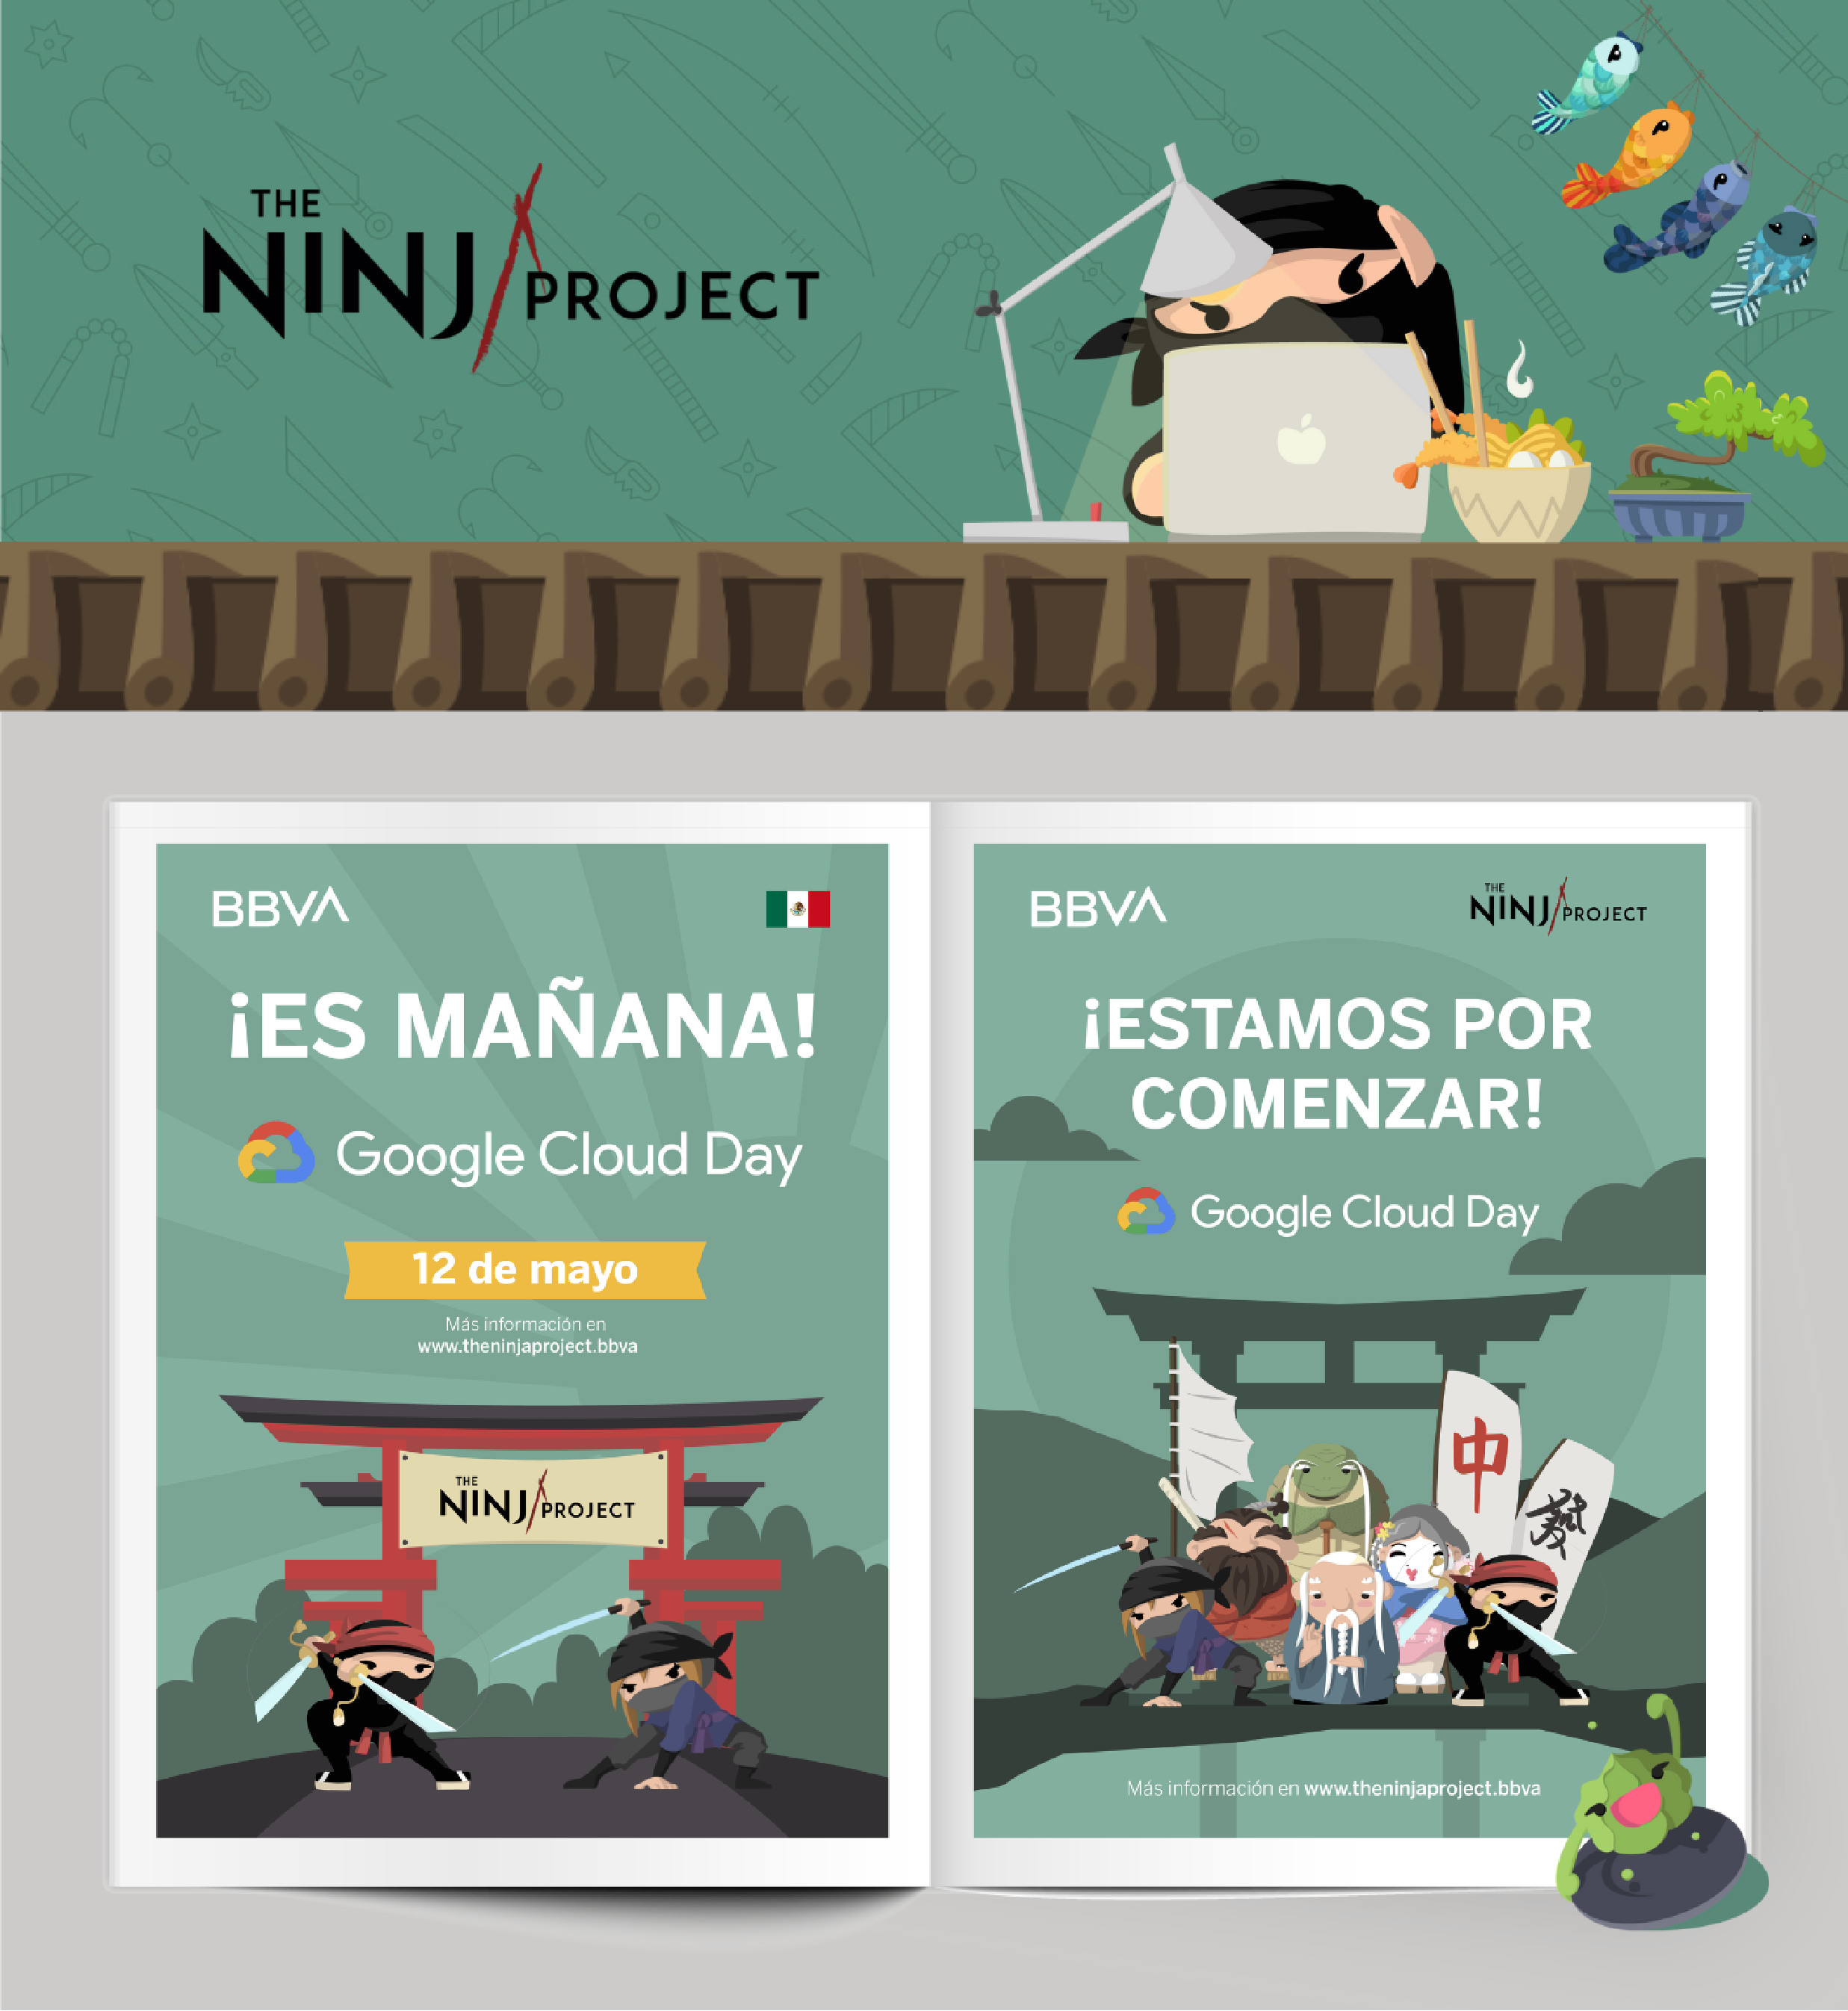 THE
NINJA PROJECT
BBVA
¡ES MAÑANA!
Google Cloud Day
12 de mayo
Más información en
www.theninjaproject.bbva
THE
NINJA PROJECT
BBVA
THE
NINJA PROJECT
¡ESTAMOS POR
COMENZAR!
Google Cloud Day
中
發
Más información en www.theninjaproject.bbva